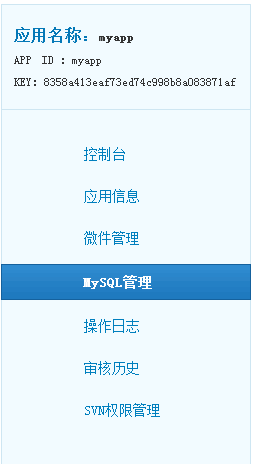 应用名称：myapp
APP ID : myapp
KEY: 8358a413eaf73ed74c998b8a083871af
控制台
应用信息
微件管理
MySQL管理
操作日志
审核历史
SVN权限管理